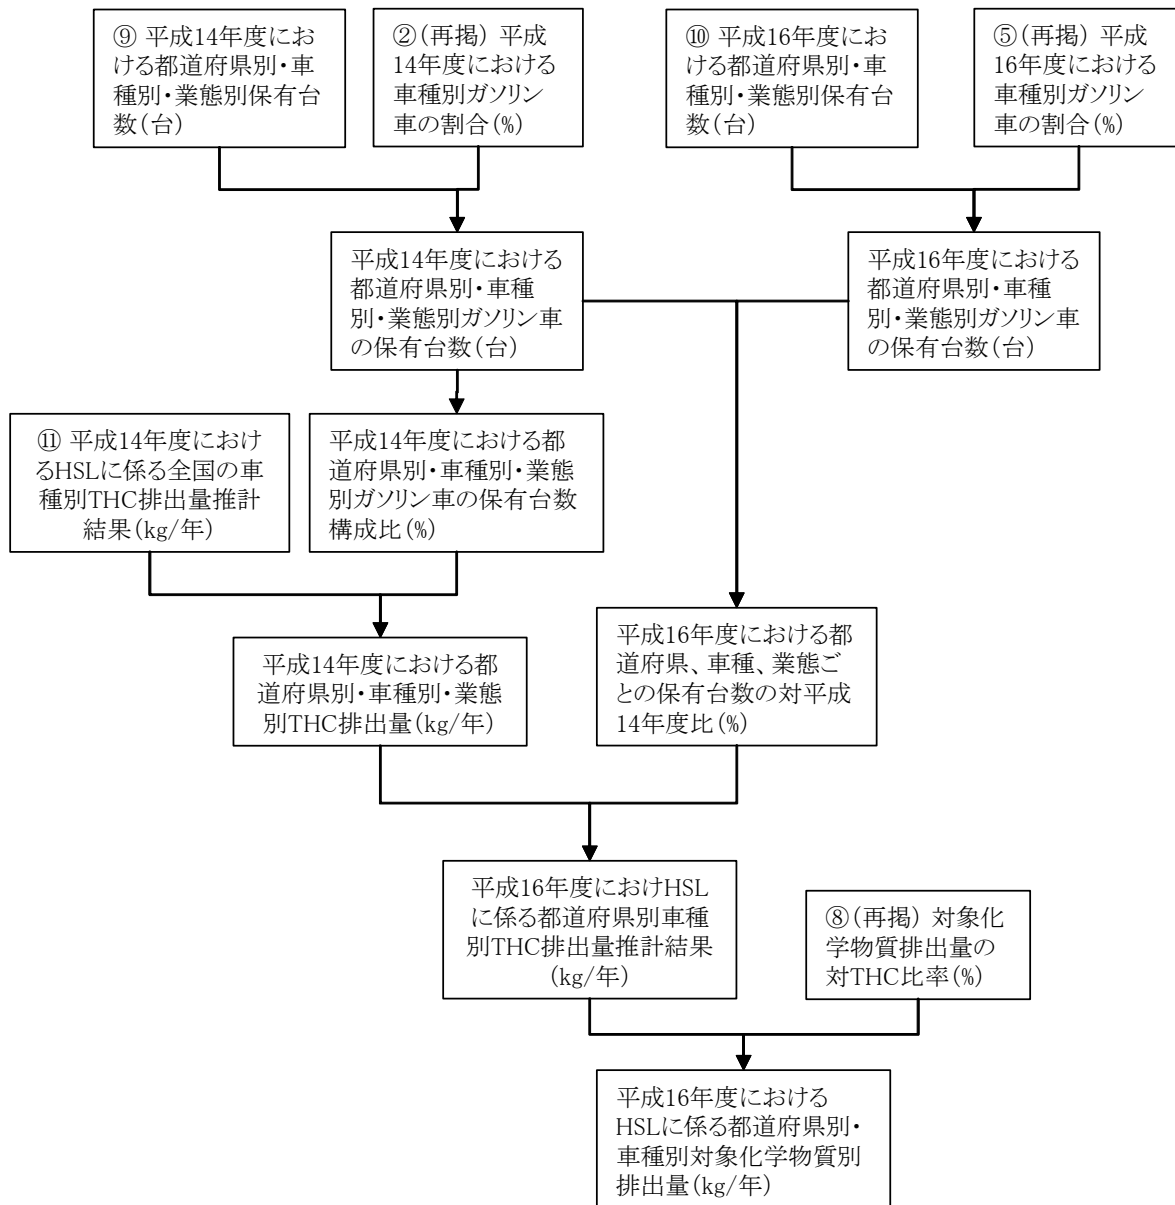 ⑨ 平成14年度にお
ける都道府県別・車
種別・業態別保有台
数(台)
②(再掲) 平成
14年度における
車種別ガソリン
車の割合(%)
⑩ 平成16年度にお
ける都道府県別・車
種別・業態別保有台
数(台)
⑤(再掲) 平成
16年度における
車種別ガソリン
車の割合(%)
平成14年度における
都道府県別・車種
別・業態別ガソリン車
の保有台数(台)
平成16年度における
都道府県別・車種
別・業態別ガソリン車
の保有台数(台)
⑪ 平成14年度におけ
るHSLに係る全国の車
種別THC排出量推計
結果(kg/年)
平成14年度における都
道府県別・車種別・業態
別ガソリン車の保有台数
構成比(%)
平成14年度における都
道府県別・車種別・業態
別THC排出量(kg/年)
平成16年度における都
道府県、車種、業態ご
との保有台数の対平成
14年度比(%)
平成16年度におけHSL
に係る都道府県別車種
別THC排出量推計結果
(kg/年)
⑧(再掲) 対象化
学物質排出量の
対THC比率(%)
平成16年度における
HSLに係る都道府県別・
車種別対象化学物質別
排出量(kg/年)